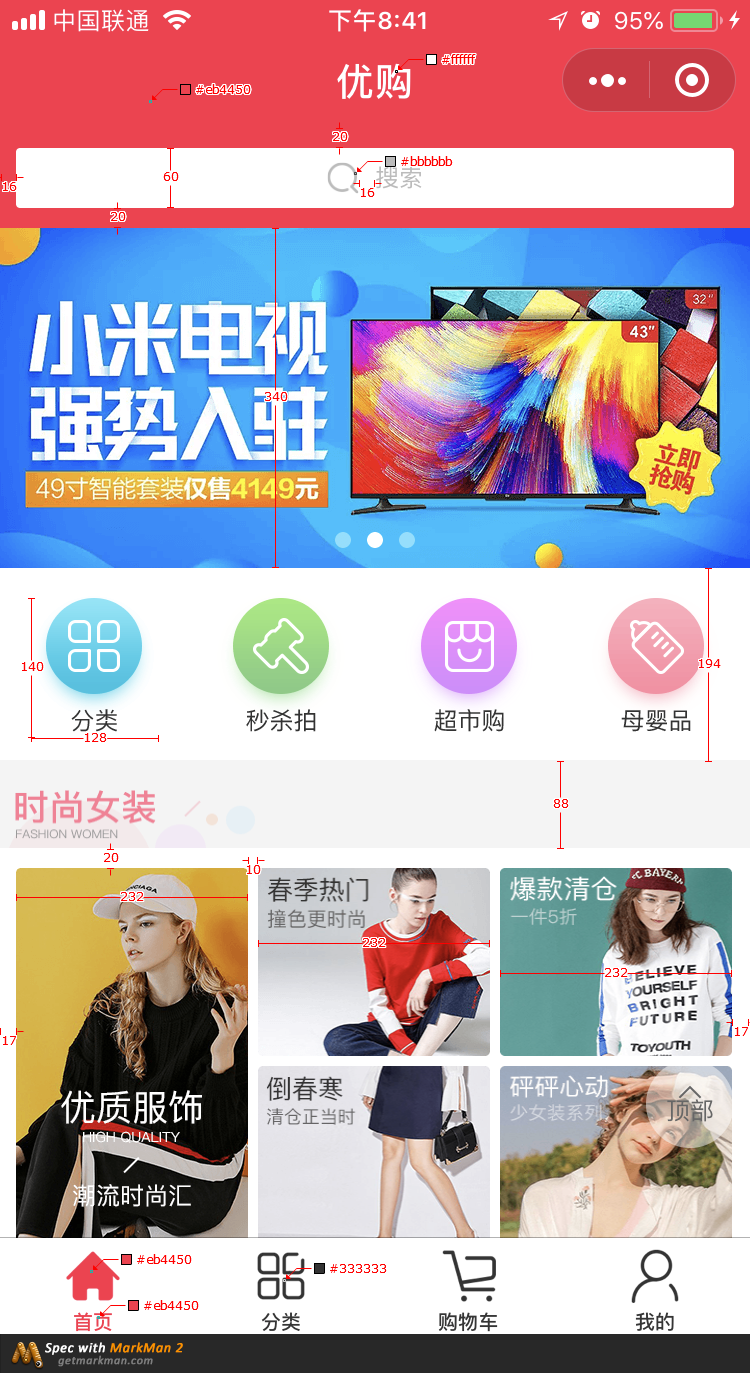 中国联通
下午8:41
95%
优购
#ffffff
#eb4450
20
#bbbbbb
搜索
16
60
16
20
32"
43"
小米电视
强势入驻
340
49寸智能套装仅售4149元
立即
抢购
140
194
分类
秒杀拍
超市购
母婴品
128
时尚女装
FASHION WOMEN
88
20
10
232
春季热门
撞色更时尚
232
爆款清仓
一件5折
232
BELIEVE
YOURSELF
BRIGHT
FUTURE
TOYOUTH
17
17
优质服饰
HIGH QUALITY
潮流时尚汇
倒春寒
清仓正当时
砰砰心动
少女装系列
顶部
#eb4450
#333333
#eb4450
首页
分类
购物车
我的
Spec with MarkMan 2
getmarkman.com